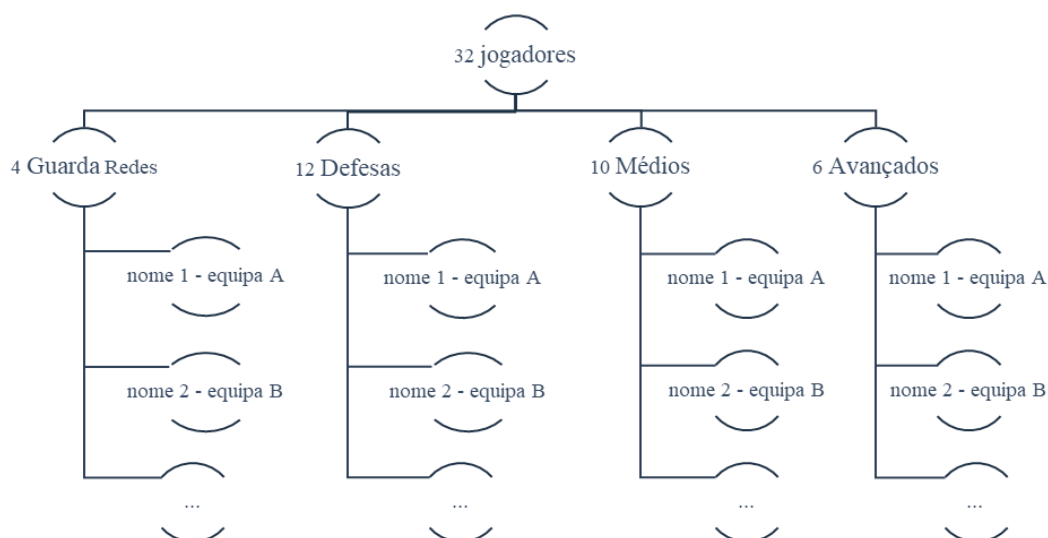 32 jogadores
4 Guarda Redes
12 Defesas
10 Médios
6 Avançados
nome 1 - equipa A
nome 1 - equipa A
nome 1 - equipa A
nome 1 - equipa A
nome 2 - equipa B
nome 2 - equipa B
nome 2 - equipa B
nome 2 - equipa B
...
...
...
...